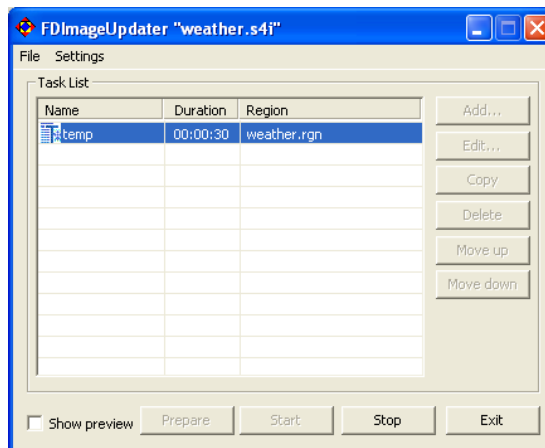 FDImageUpdater "weather.s4i"
File Settings
Task List
Name Duration Region
temp 00:00:30 weather.rgn
Add...
Edit...
Copy
Delete
Move up
Move down
Show preview Prepare Start Stop Exit